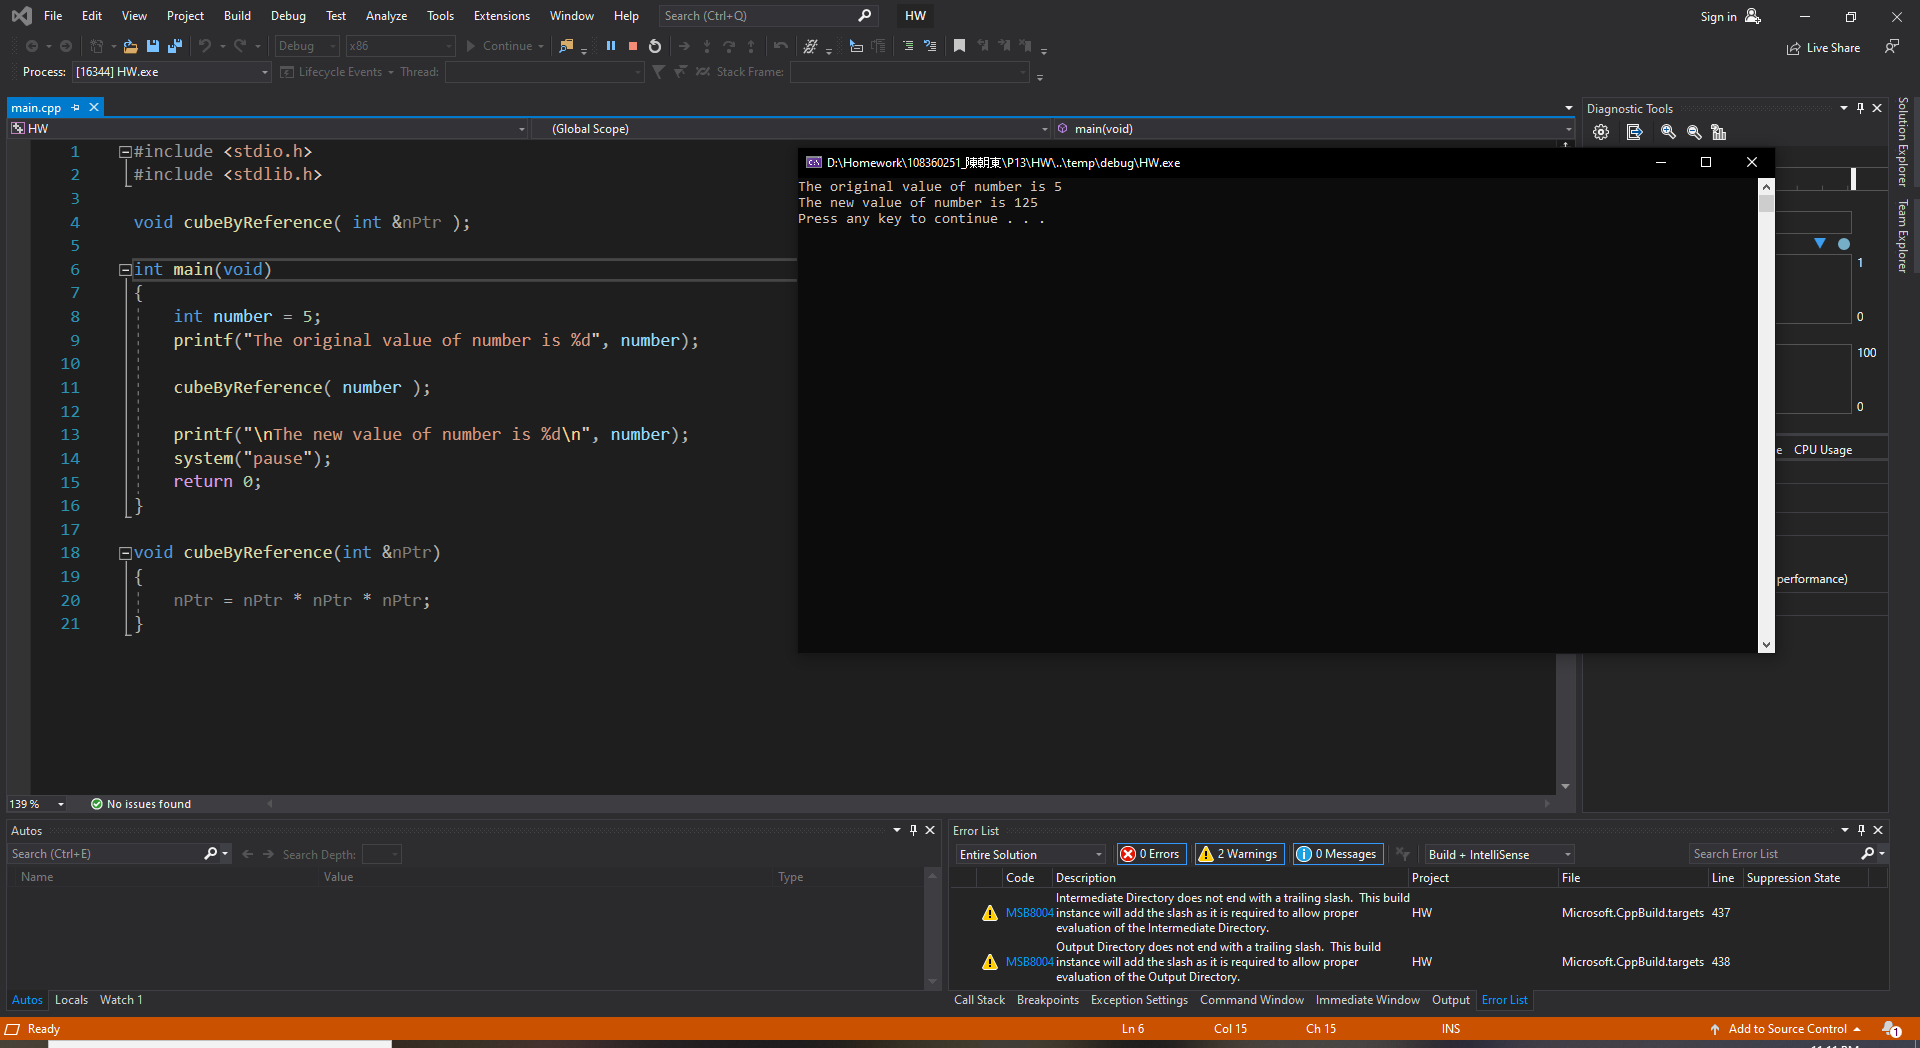 File Edit View Project Build Debug Test Analyze Tools Extensions Window Help Search (Ctrl+Q) HW Sign in
Debug x86 Continue Live Share
Process: [16344] HW.exe Lifecycle Events Thread: Stack Frame:
main.cpp
HW (Global Scope) main(void)
1 #include <stdio.h>
2 #include <stdlib.h>
3
4 void cubeByReference( int &nPtr );
5
6 int main(void)
7 {
8 int number = 5;
9 printf("The original value of number is %d", number);
10
11 cubeByReference( number );
12
13 printf("\nThe new value of number is %d\n", number);
14 system("pause");
15 return 0;
16 }
17
18 void cubeByReference(int &nPtr)
19 {
20 nPtr = nPtr * nPtr * nPtr;
21 }
139 % No issues found
D:\Homework\108360251_陳朝東\P13\HW\..\temp\debug\HW.exe
The original value of number is 5
The new value of number is 125
Press any key to continue . . .
Diagnostic Tools
1
0
100
0
e CPU Usage
performance)
Solution Explorer
Team Explorer
Autos
Search (Ctrl+E) Search Depth:
Name Value Type
Autos Locals Watch 1
Error List
Entire Solution 0 Errors 2 Warnings 0 Messages Build + IntelliSense Search Error List
Code Description Project File Line Suppression State
Intermediate Directory does not end with a trailing slash. This build
MSB8004 instance will add the slash as it is required to allow proper HW Microsoft.CppBuild.targets 437
evaluation of the Intermediate Directory.
Output Directory does not end with a trailing slash. This build
MSB8004 instance will add the slash as it is required to allow proper HW Microsoft.CppBuild.targets 438
evaluation of the Output Directory.
Call Stack Breakpoints Exception Settings Command Window Immediate Window Output Error List
Ready Ln 6 Col 15 Ch 15 INS Add to Source Control 1